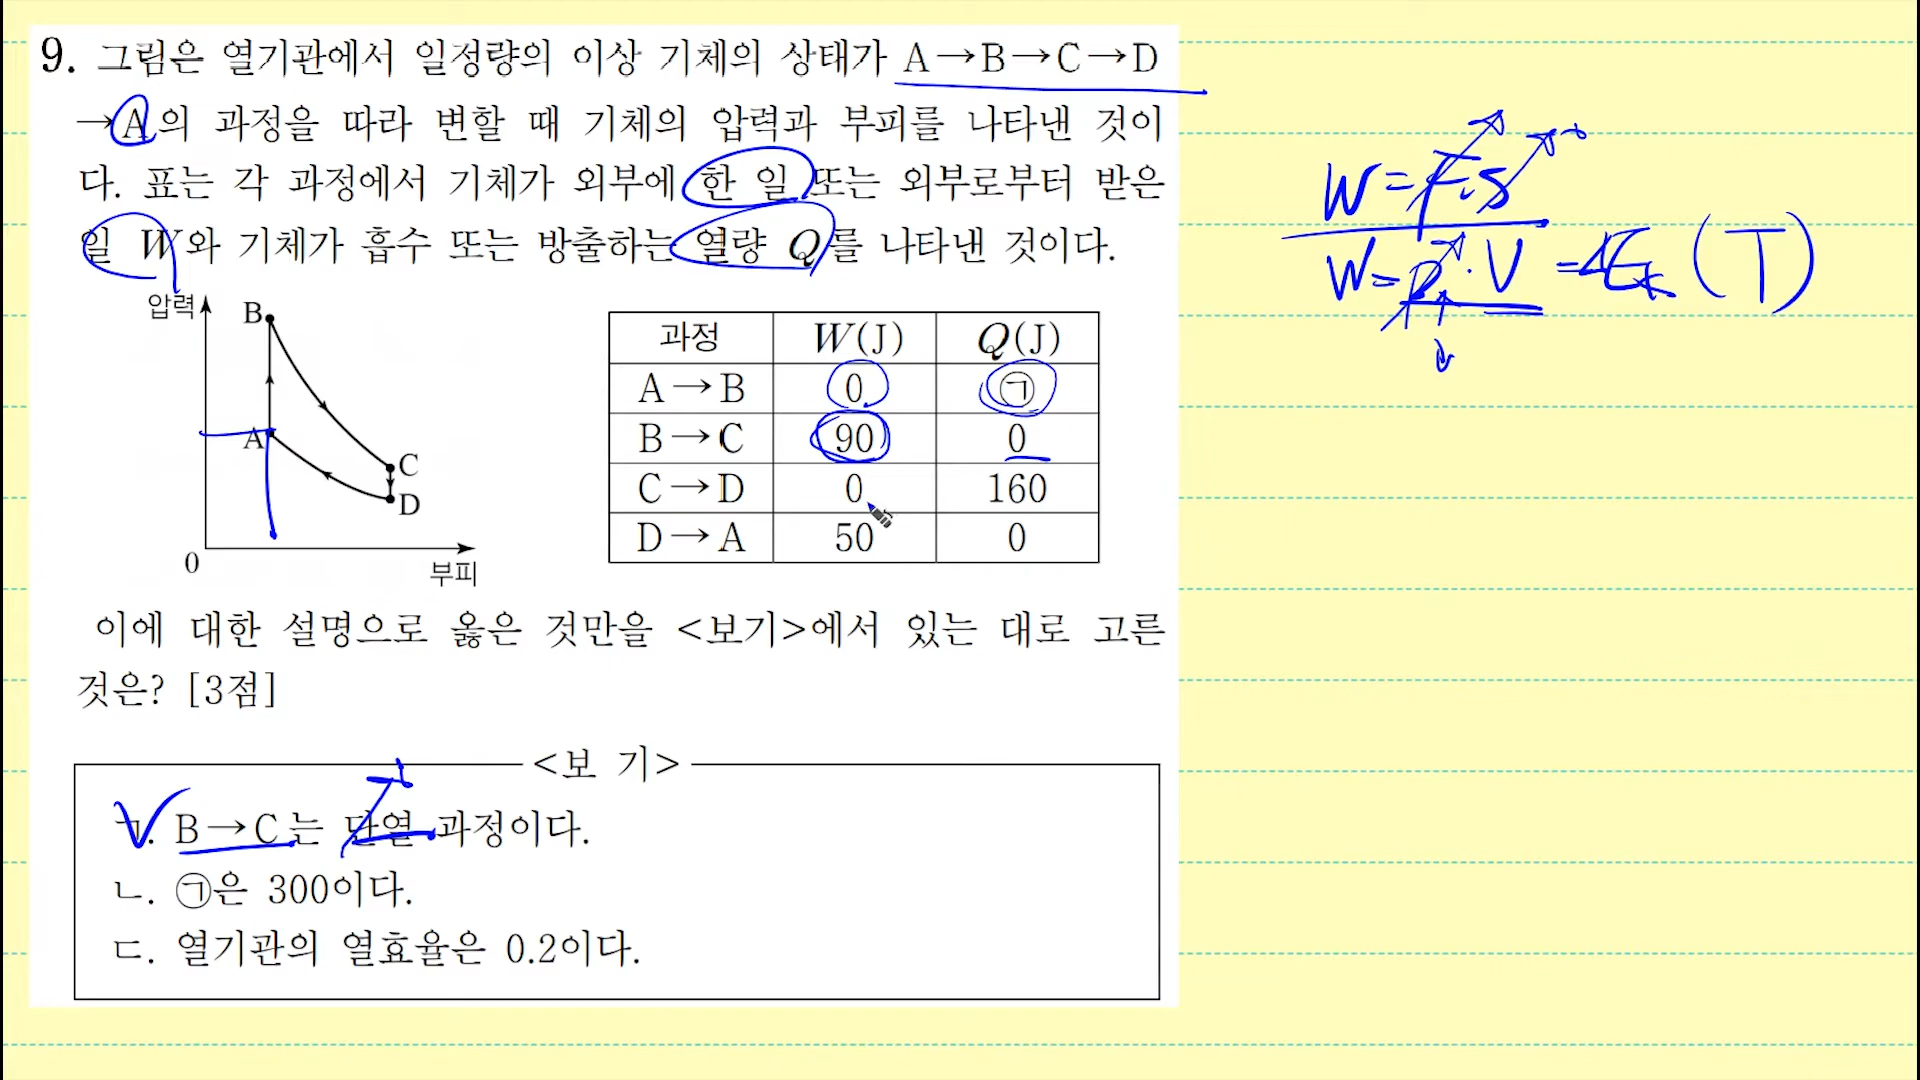 9. 그림은 열기관에서 일정량의 이상 기체의 상태가 A→B→C→D
→A의 과정을 따라 변할 때 기체의 압력과 부피를 나타낸 것이
다. 표는 각 과정에서 기체가 외부에 한 일 또는 외부로부터 받은
일 W와 기체가 흡수 또는 방출하는 열량 Q를 나타낸 것이다.
압력
B
A
C
D
0
부피
과정 W(J) Q(J)
A→B 0 ㉠
B→C 90 0
C→D 0 160
D→A 50 0
이에 대한 설명으로 옳은 것만을 <보기>에서 있는 대로 고른
것은? [3점]
<보 기>
ㄱ. B→C는 단열 과정이다.
ㄴ. ㉠은 300이다.
ㄷ. 열기관의 열효율은 0.2이다.
W=F·S
W=P·V=ΔEk(T)